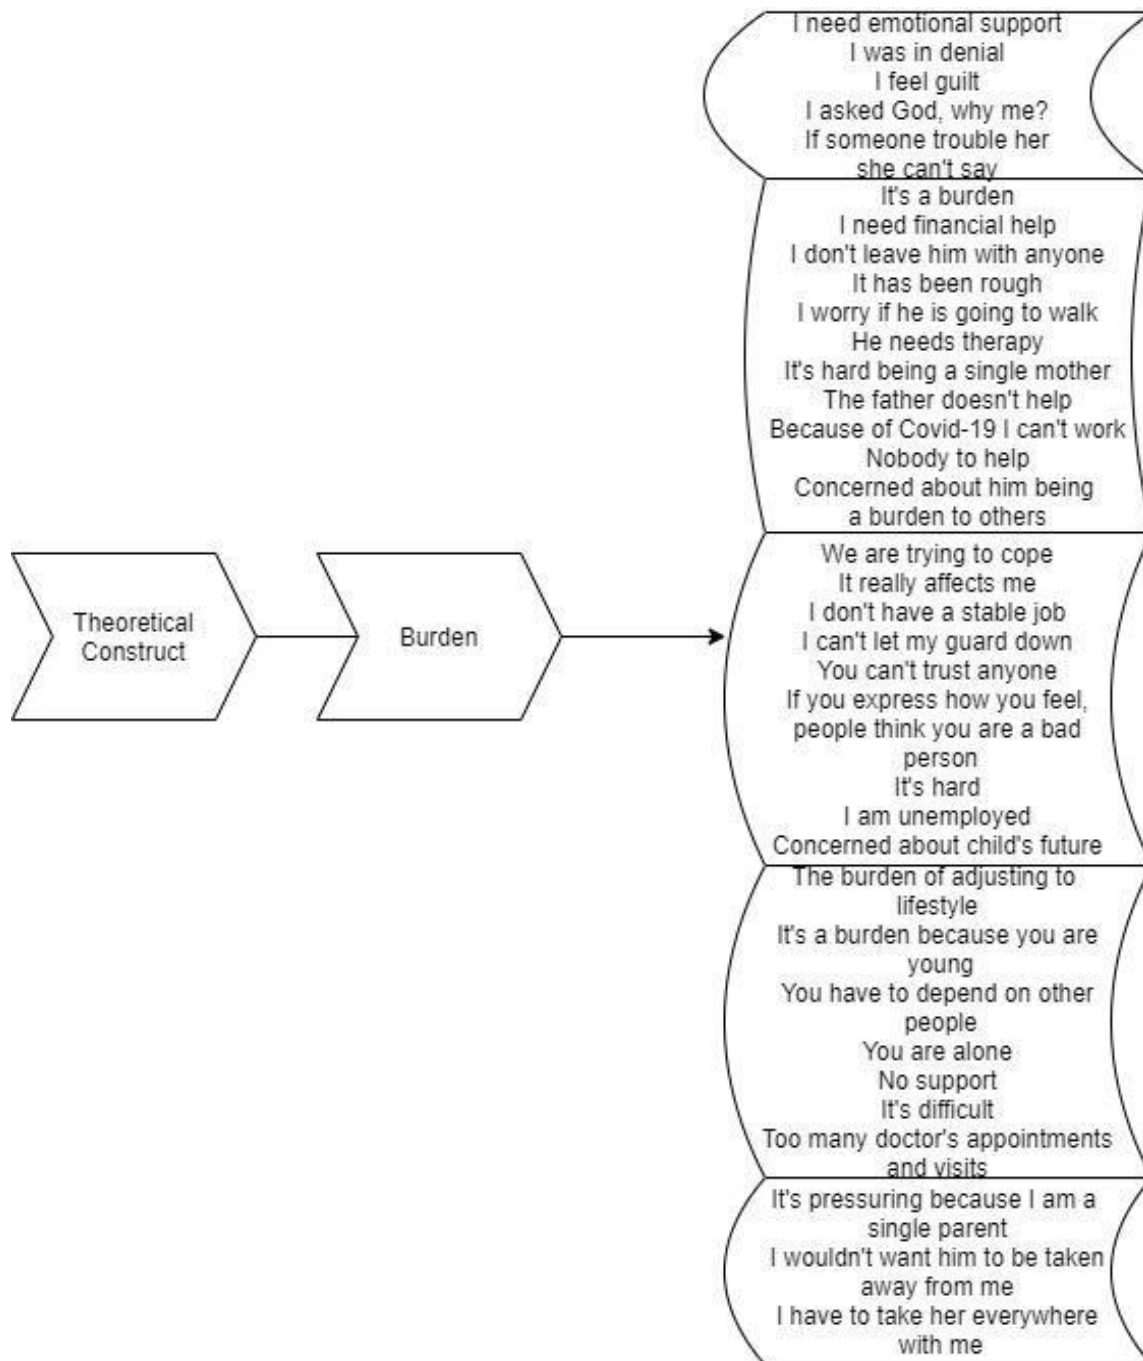 I need emotional support
I was in denial
I feel guilt
I asked God, why me?
If someone trouble her
she can't say
It's a burden
I need financial help
I don't leave him with anyone
It has been rough
I worry if he is going to walk
He needs therapy
It's hard being a single mother
The father doesn't help
Because of Covid-19 I can't work
Nobody to help
Concerned about him being
a burden to others
Theoretical
Construct
Burden
We are trying to cope
It really affects me
I don't have a stable job
I can't let my guard down
You can't trust anyone
If you express how you feel,
people think you are a bad
person
It's hard
I am unemployed
Concerned about child's future
The burden of adjusting to
lifestyle
It's a burden because you are
young
You have to depend on other
people
You are alone
No support
It's difficult
Too many doctor's appointments
and visits
It's pressuring because I am a
single parent
I wouldn't want him to be taken
away from me
I have to take her everywhere
with me